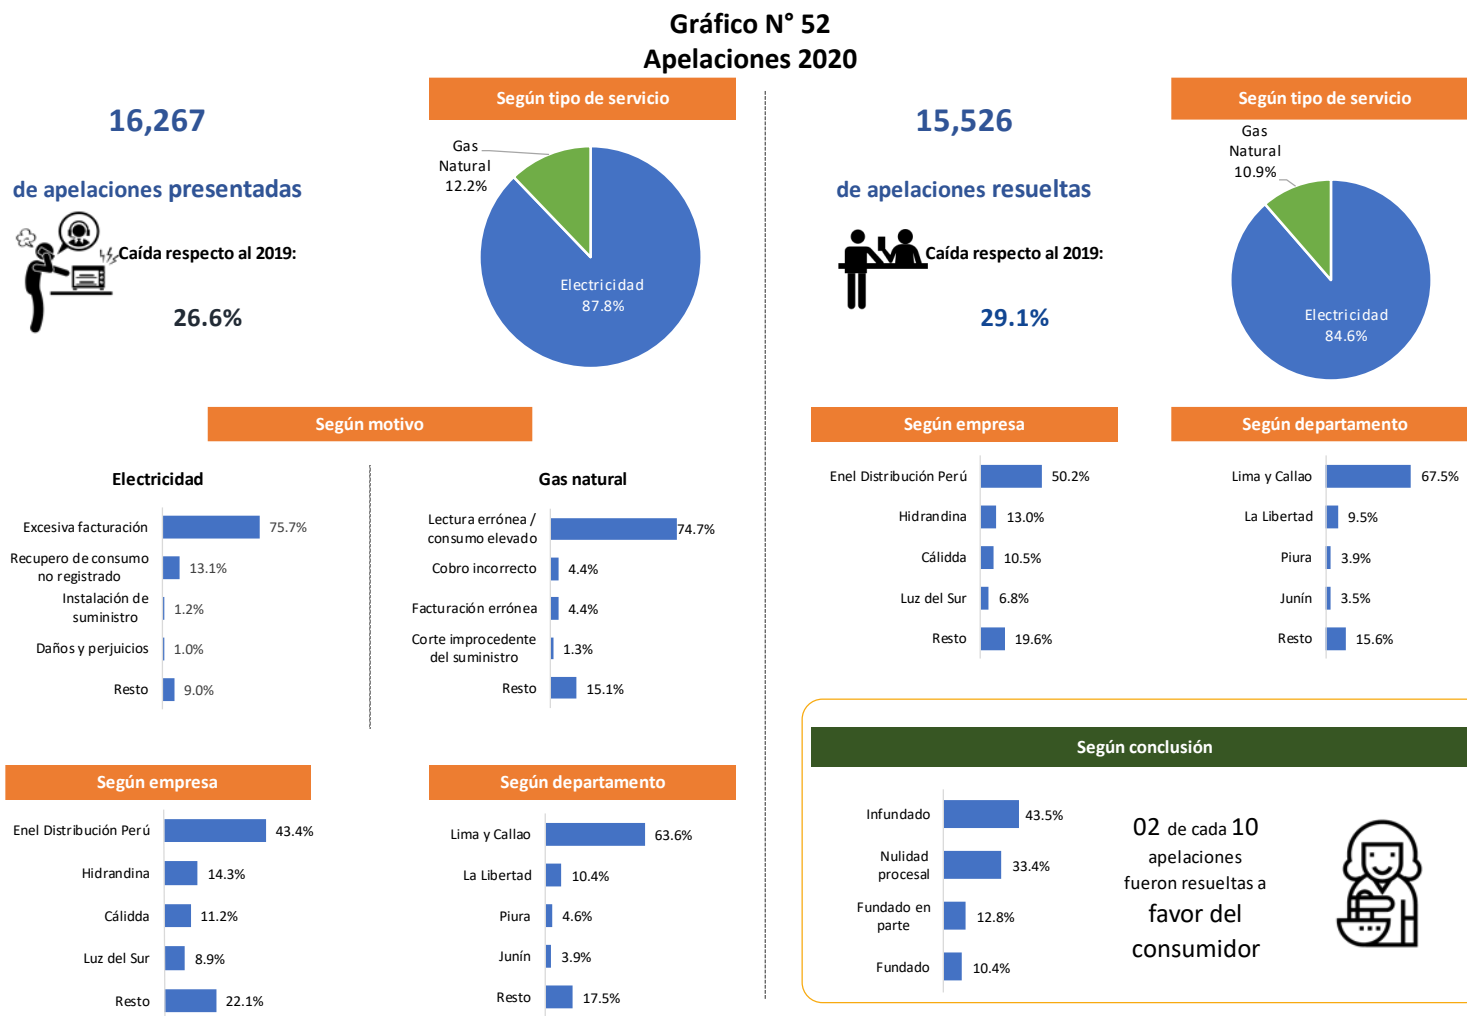 Gráfico N° 52
Apelaciones 2020
16,267
de apelaciones presentadas
Caída respecto al 2019:
26.6%
Según tipo de servicio
Gas
Natural
12.2%
Electricidad
87.8%
Según motivo
Electricidad
Excesiva facturación
75.7%
Recupero de consumo
no registrado
13.1%
Instalación de
suministro
1.2%
Daños y perjuicios
1.0%
Resto
9.0%
Gas natural
Lectura errónea /
consumo elevado
74.7%
Cobro incorrecto
4.4%
Facturación errónea
4.4%
Corte improcedente
del suministro
1.3%
Resto
15.1%
Según empresa
Enel Distribución Perú
43.4%
Hidrandina
14.3%
Cálidda
11.2%
Luz del Sur
8.9%
Resto
22.1%
Según departamento
Lima y Callao
63.6%
La Libertad
10.4%
Piura
4.6%
Junín
3.9%
Resto
17.5%
15,526
de apelaciones resueltas
Caída respecto al 2019:
29.1%
Según tipo de servicio
Gas
Natural
10.9%
Electricidad
84.6%
Según empresa
Enel Distribución Perú
50.2%
Hidrandina
13.0%
Cálidda
10.5%
Luz del Sur
6.8%
Resto
19.6%
Según departamento
Lima y Callao
67.5%
La Libertad
9.5%
Piura
3.9%
Junín
3.5%
Resto
15.6%
Según conclusión
Infundado
43.5%
Nulidad
procesal
33.4%
Fundado en
parte
12.8%
Fundado
10.4%
02 de cada 10
apelaciones
fueron resueltas a
favor del
consumidor